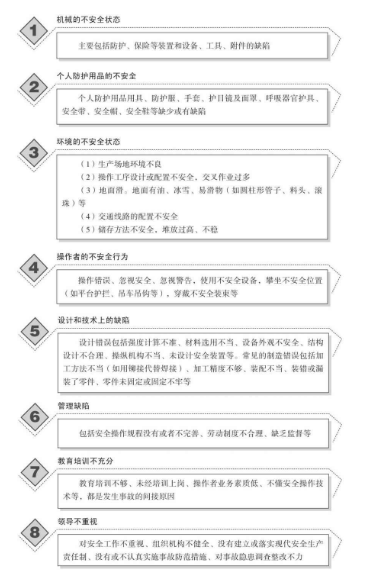 1
机械的不安全状态
主要包括防护、保险等装置和设备、工具、附件的缺陷
2
个人防护用品的不安全
个人防护用品用具、防护服、手套、护目镜及面罩、呼吸器官护具、
安全带、安全帽、安全鞋等缺少或有缺陷
3
环境的不安全状态
（1）生产场地环境不良
（2）操作工序设计或配置不安全，交叉作业过多
（3）地面滑、地面有油、冰雪、易滑物（如圆柱形管子、料头、滚
珠）等
（4）交通线路的配置不安全
（5）储存方法不安全，堆放过高、不稳
4
操作者的不安全行为
操作错误、忽视安全、忽视警告，使用不安全设备，攀坐不安全位置
（如平台护拦、吊车吊钩等），穿戴不安全装束等
5
设计和技术上的缺陷
设计错误包括强度计算不准、材料选用不当、设备外观不安全、结构
设计不合理、操纵机构不当、未设计安全装置等。常见的制造错误包括加
工方法不当（如用铆接代替焊接）、加工精度不够、装配不当、装错或漏
装了零件、零件未固定或固定不牢等
6
管理缺陷
包括安全操作规程没有或者不完善、劳动制度不合理、缺乏监督等
7
教育培训不充分
教育培训不够、未经培训上岗、操作者业务素质低、不懂安全操作技
术等，都是发生事故的间接原因
8
领导不重视
对安全工作不重视、组织机构不健全、没有建立或落实现代安全生产
责任制、没有或不认真实施事故防范措施、对事故隐患调查整改不力